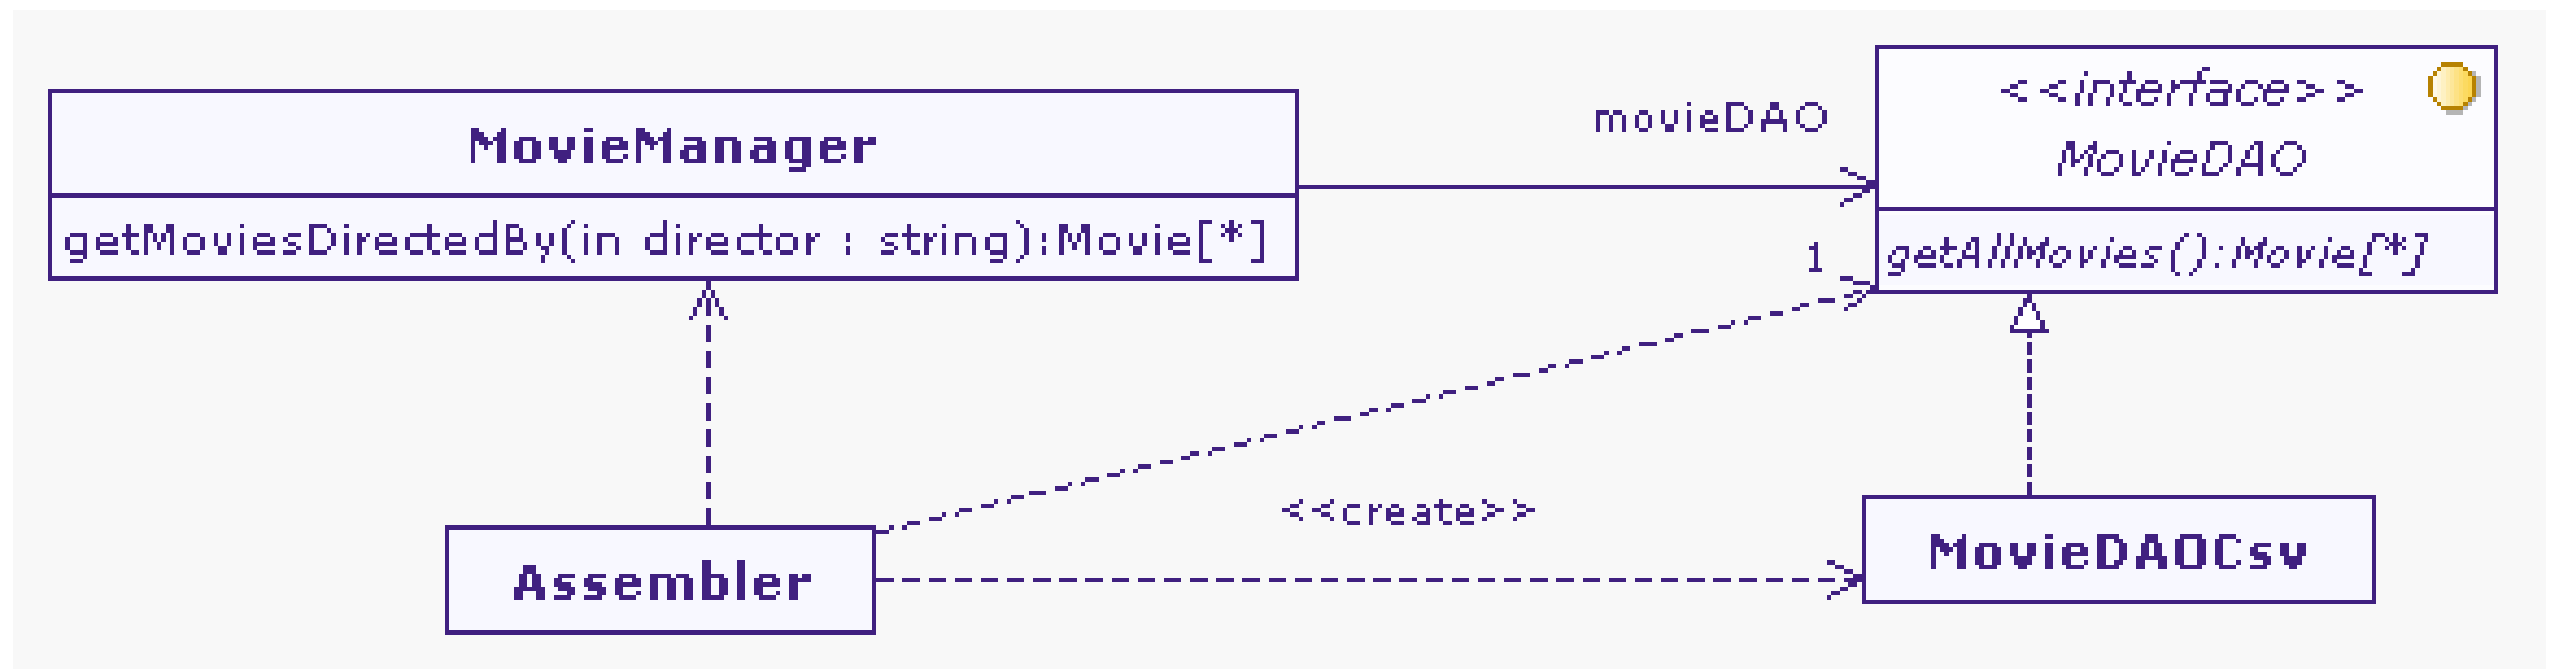 <<interface>>
MovieDAO
getAllMovies():Movie[*]
movieDAO
1
MovieManager
getMoviesDirectedBy(in director : string):Movie[*]
<<create>>
Assembler
MovieDAOCsv